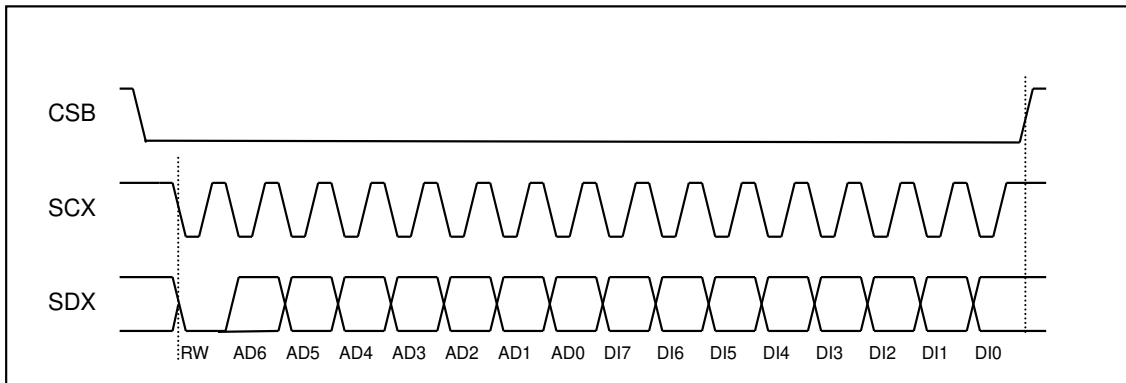 CSB
SCX
SDX
RW AD6 AD5 AD4 AD3 AD2 AD1 AD0 DI7 DI6 DI5 DI4 DI3 DI2 DI1 DI0